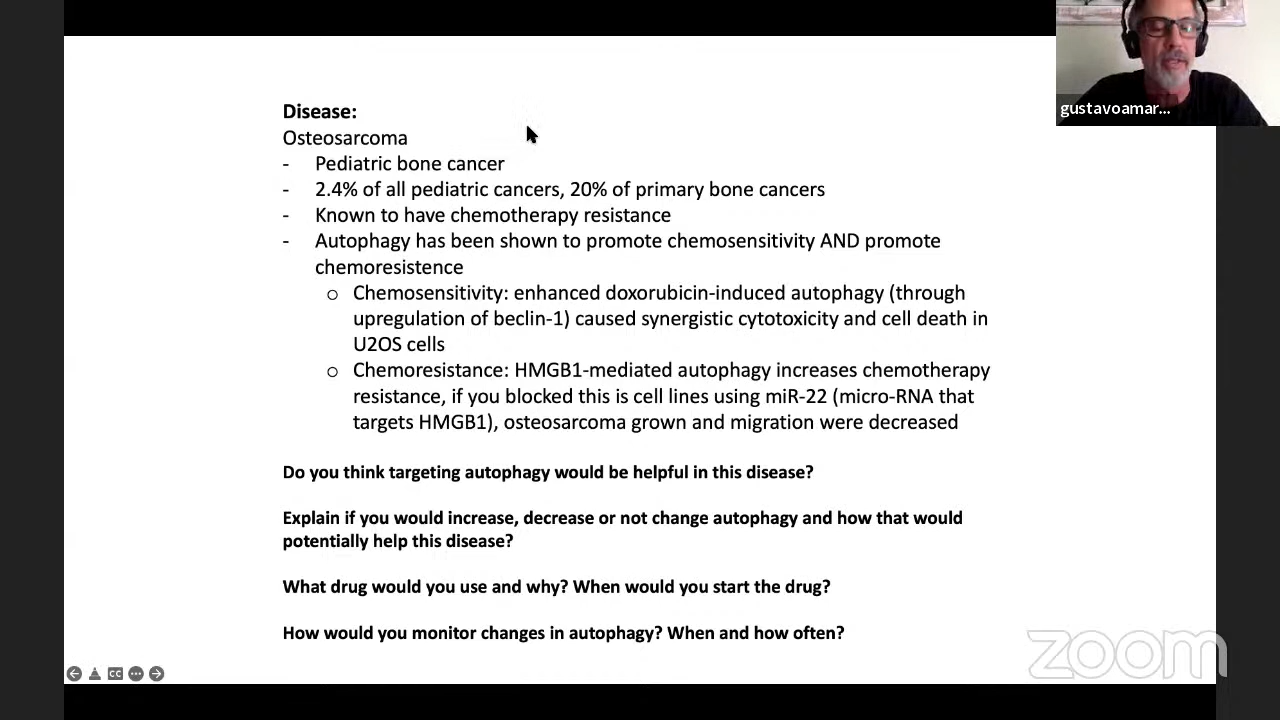 gustavoamar...
Disease:
Osteosarcoma
- Pediatric bone cancer
- 2.4% of all pediatric cancers, 20% of primary bone cancers
- Known to have chemotherapy resistance
- Autophagy has been shown to promote chemosensitivity AND promote
chemoresistence
o Chemosensitivity: enhanced doxorubicin-induced autophagy (through
upregulation of beclin-1) caused synergistic cytotoxicity and cell death in
U2OS cells
o Chemoresistance: HMGB1-mediated autophagy increases chemotherapy
resistance, if you blocked this is cell lines using miR-22 (micro-RNA that
targets HMGB1), osteosarcoma grown and migration were decreased
Do you think targeting autophagy would be helpful in this disease?
Explain if you would increase, decrease or not change autophagy and how that would
potentially help this disease?
What drug would you use and why? When would you start the drug?
How would you monitor changes in autophagy? When and how often?
CC
zoom